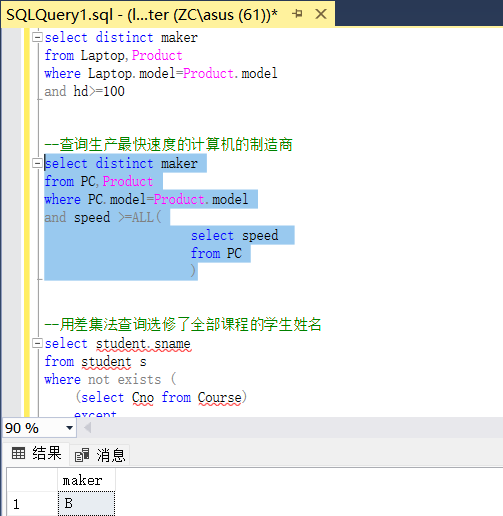 SQLQuery1.sql - (l...ter (ZC\asus (61))*
select distinct maker
from Laptop,Product
where Laptop.model=Product.model
and hd>=100
--查询生产最快速度的计算机的制造商
select distinct maker
from PC,Product
where PC.model=Product.model
and speed >=ALL(
select speed
from PC
)
--用差集法查询选修了全部课程的学生姓名
select student.sname
from student s
where not exists (
(select Cno from Course)
except
90 %
结果 消息
maker
1 B